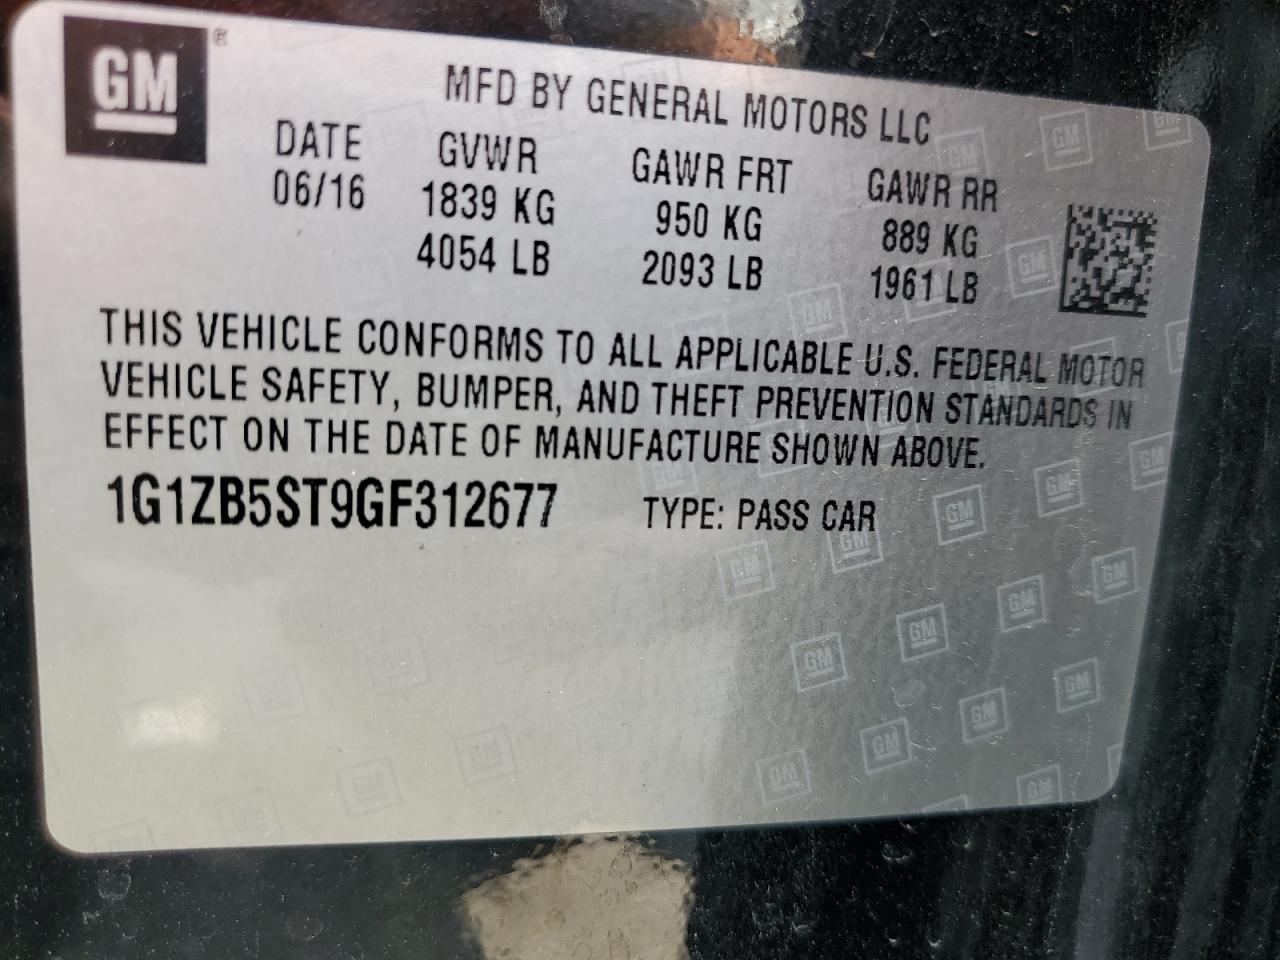 GM
MFD BY GENERAL MOTORS LLC
DATE GVWR GAWR FRT GAWR RR
06/16 1839 KG 950 KG 889 KG
4054 LB 2093 LB 1961 LB
THIS VEHICLE CONFORMS TO ALL APPLICABLE U.S. FEDERAL MOTOR
VEHICLE SAFETY, BUMPER, AND THEFT PREVENTION STANDARDS IN
EFFECT ON THE DATE OF MANUFACTURE SHOWN ABOVE.
1G1ZB5ST9GF312677 TYPE: PASS CAR